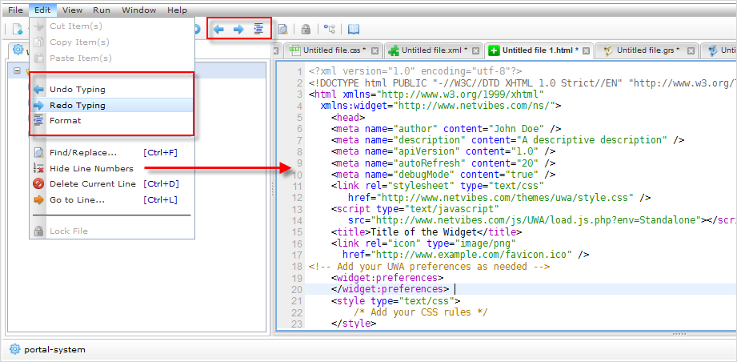 File Edit View Run Window Help
Cut Item(s)
Copy Item(s)
Paste Item(s)
Undo Typing
Redo Typing
Format
Find/Replace... [Ctrl+F]
Hide Line Numbers
Delete Current Line [Ctrl+D]
Go to Line... [Ctrl+L]
Lock File
Untitled file.css * Untitled file.xml * Untitled file 1.html * Untitled file.grs * Untitl
1 <?xml version="1.0" encoding="utf-8"?>
2 <!DOCTYPE html PUBLIC "-//W3C//DTD XHTML 1.0 Strict//EN" "http://www.w3.org/
3 <html xmlns="http://www.w3.org/1999/xhtml"
4 xmlns:widget="http://www.netvibes.com/ns/">
5 <head>
6 <meta name="author" content="John Doe" />
7 <meta name="description" content="A descriptive description" />
8 <meta name="apiVersion" content="1.0" />
9 <meta name="autoRefresh" content="20" />
10 <meta name="debugMode" content="true" />
11 <link rel="stylesheet" type="text/css"
12 href="http://www.netvibes.com/themes/uwa/style.css" />
13 <script type="text/javascript"
14 src="http://www.netvibes.com/js/UWA/load.js.php?env=Standalone"></scri
15 <title>Title of the Widget</title>
16 <link rel="icon" type="image/png"
17 href="http://www.example.com/favicon.ico" />
18 <!-- Add your UWA preferences as needed -->
19 <widget:preferences>
20 </widget:preferences>
21 <style type="text/css">
22 /* Add your CSS rules */
23 </style>
portal-system